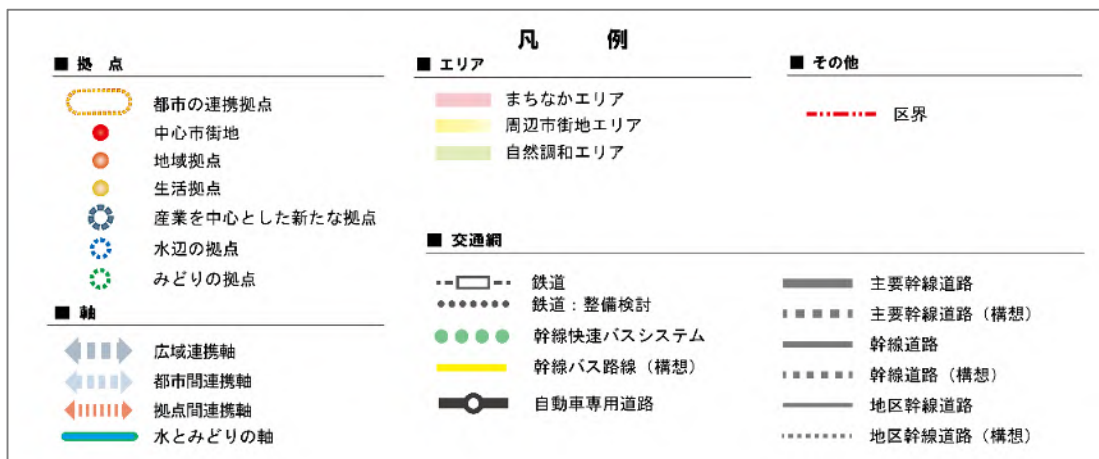 凡 例
■ 拠 点
都市の連携拠点
中心市街地
地域拠点
生活拠点
産業を中心とした新たな拠点
水辺の拠点
みどりの拠点
■ 軸
広域連携軸
都市間連携軸
拠点間連携軸
水とみどりの軸
■ エリア
まちなかエリア
周辺市街地エリア
自然調和エリア
■ その他
区界
■ 交通網
鉄道
鉄道：整備検討
幹線快速バスシステム
幹線バス路線（構想）
自動車専用道路
主要幹線道路
主要幹線道路（構想）
幹線道路
幹線道路（構想）
地区幹線道路
地区幹線道路（構想）